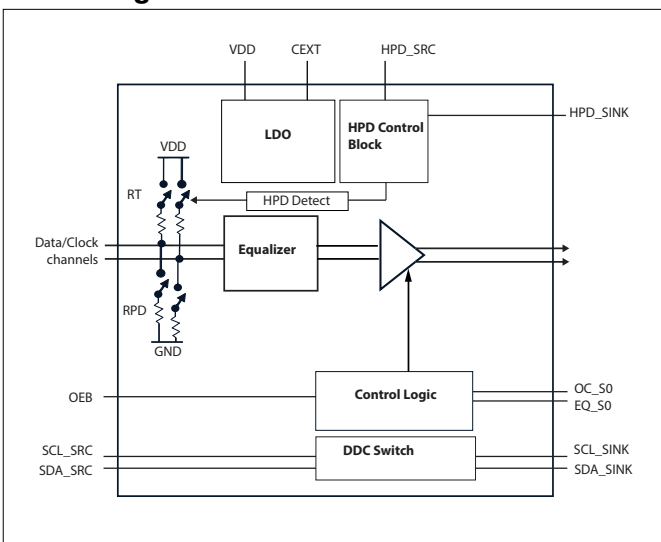 VDD CEXT HPD_SRC
HPD_SINK
LDO
HPD Control
Block
VDD
RT
HPD Detect
Data/Clock
channels
Equalizer
RPD
GND
OEB
Control Logic
OC_S0
EQ_S0
SCL_SRC
SDA_SRC
DDC Switch
SCL_SINK
SDA_SINK